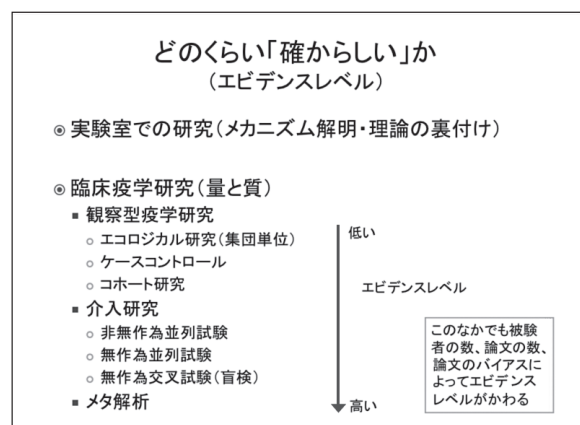 どのくらい「確からしい」か
(エビデンスレベル)
◉ 実験室での研究(メカニズム解明・理論の裏付け)
◉ 臨床疫学研究(量と質)
■ 観察型疫学研究
○ エコロジカル研究(集団単位)
○ ケースコントロール
○ コホート研究
■ 介入研究
○ 非無作為並列試験
○ 無作為並列試験
○ 無作為交叉試験(盲検)
■ メタ解析
低い
エビデンスレベル
高い
このなかでも被験
者の数、論文の数、
論文のバイアスに
よってエビデンス
レベルがかわる